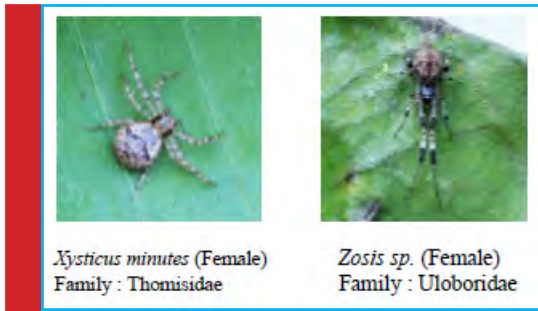 Xysticus minutes (Female)
Family : Thomisidae
Zosis sp. (Female)
Family : Uloboridae